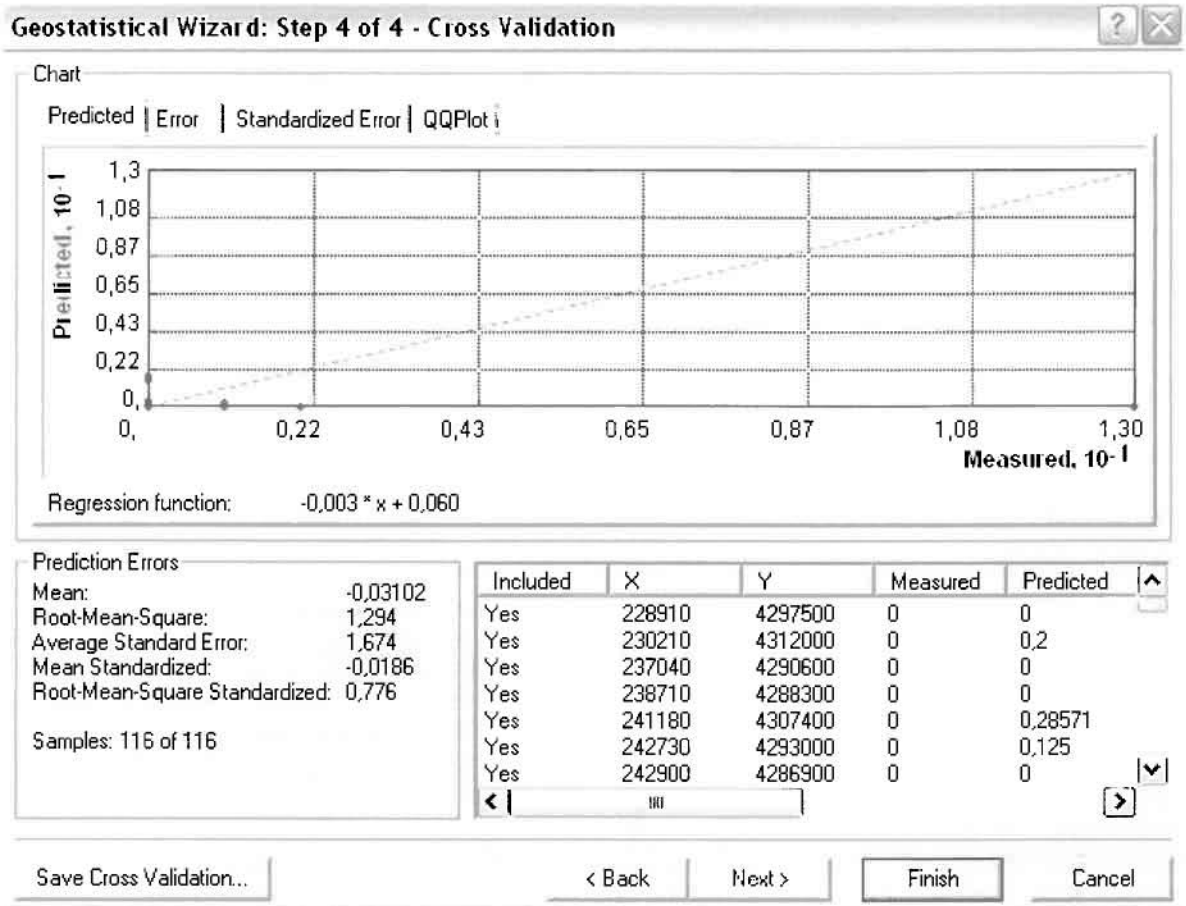 Geostatistical Wizard: Step 4 of 4 - Cross Validation
?
Chart
Predicted Error Standardized Error QQPlot
Predicted, 10-1
1,3
1,08
0,87
0,65
0,43
0,22
0,
0, 0,22 0,43 0,65 0,87 1,08 1,30
Measured, 10-1
Regression function: -0,003 * x + 0,060
Prediction Errors
Mean: -0,03102
Root-Mean-Square: 1,294
Average Standard Error: 1,674
Mean Standardized: -0,0186
Root-Mean-Square Standardized: 0,776
Samples: 116 of 116
Included X Y Measured Predicted
Yes 228910 4297500 0 0
Yes 230210 4312000 0 0,2
Yes 237040 4290600 0 0
Yes 238710 4288300 0 0
Yes 241180 4307400 0 0,28571
Yes 242730 4293000 0 0,125
Yes 242900 4286900 0 0
Save Cross Validation... < Back Next > Finish Cancel